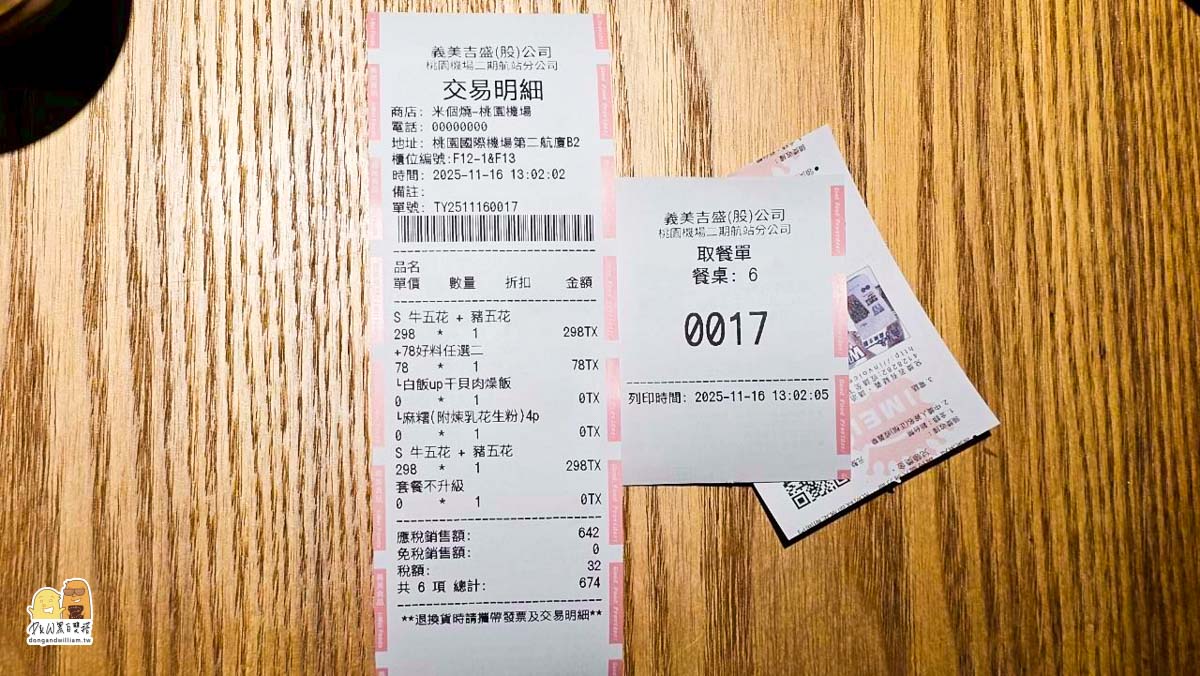 義美吉盛(股)公司
桃園機場二期航站分公司
交易明細
商店: 米個燒-桃園機場
電話: 00000000
地址: 桃園國際機場第二航廈B2
櫃位編號:F12-1&F13
時間: 2025-11-16 13:02:02
備註:
單號: TY2511160017
品名
單價 數量 折扣 金額
S 牛五花 + 豬五花
298 * 1 298TX
+78好料任選二
78 * 1 78TX
└白飯up干貝肉燥飯
0 * 1 0TX
└麻糬(附煉乳花生粉)4p
0 * 1 0TX
S 牛五花 + 豬五花
298 * 1 298TX
套餐不升級
0 * 1 0TX
應稅銷售額: 642
免稅銷售額: 0
稅額: 32
共 6 項 總計: 674
**退換貨時請攜帶發票及交易明細**
義美吉盛(股)公司
桃園機場二期航站分公司
取餐單
餐桌: 6
0017
列印時間: 2025-11-16 13:02:05
dongandwilliam.tw